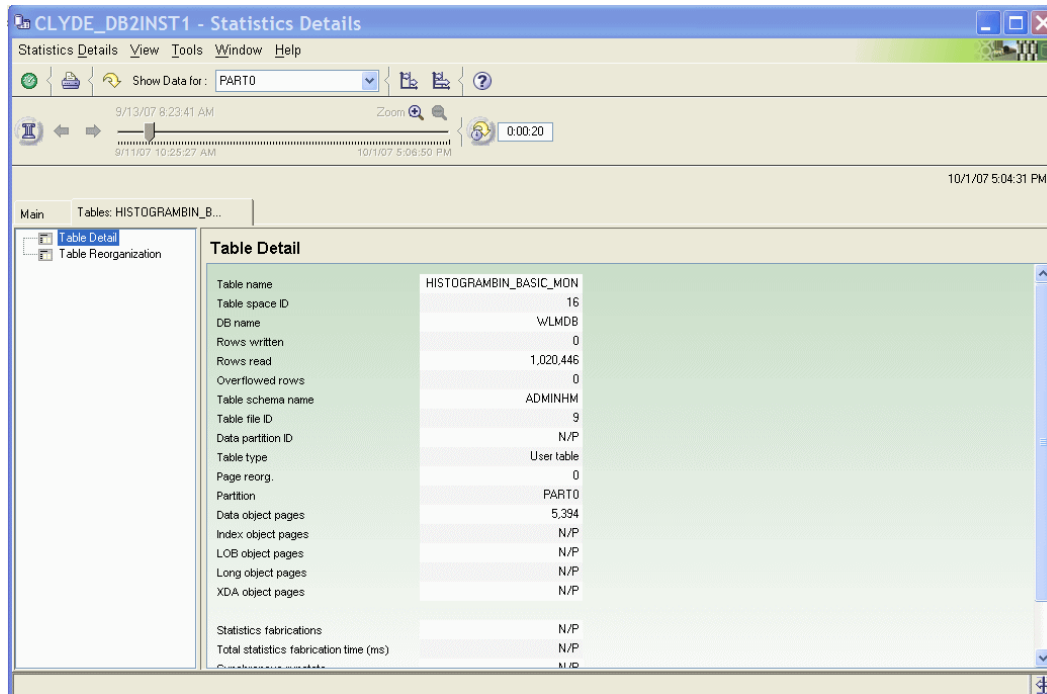 CLYDE_DB2INST1 - Statistics Details
Statistics Details View Tools Window Help
Show Data for: PART0
9/13/07 8:23:41 AM Zoom
0:00:20
9/11/07 10:25:27 AM 10/1/07 5:06:50 PM
10/1/07 5:04:31 PM
Main Tables: HISTOGRAMBIN_B...
Table Detail
Table Reorganization
Table Detail
Table name HISTOGRAMBIN_BASIC_MON
Table space ID 16
DB name WLMDB
Rows written 0
Rows read 1,020,446
Overflowed rows 0
Table schema name ADMINHM
Table file ID 9
Data partition ID N/P
Table type User table
Page reorg. 0
Partition PART0
Data object pages 5,394
Index object pages N/P
LOB object pages N/P
Long object pages N/P
XDA object pages N/P
Statistics fabrications N/P
Total statistics fabrication time (ms) N/P